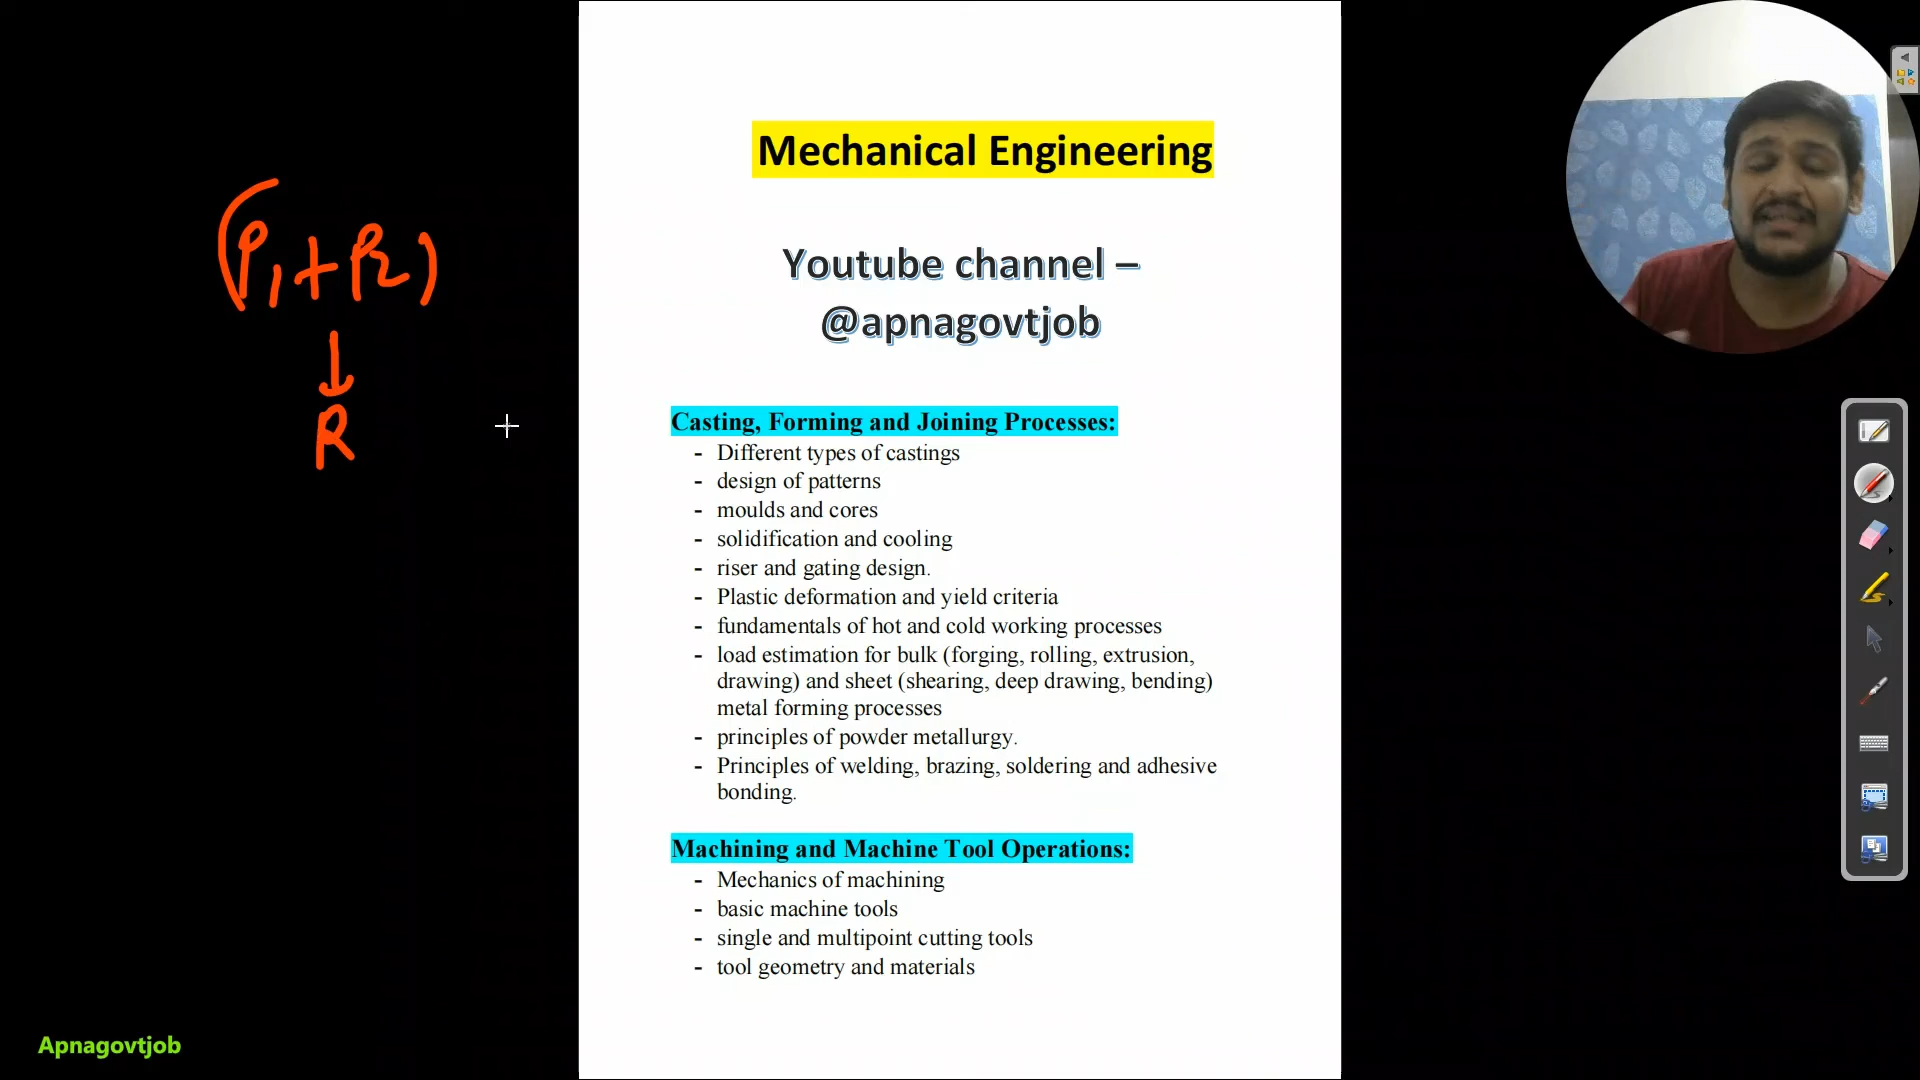 Mechanical Engineering
Youtube channel –
@apnagovtjob
(P1+P2)
↓
R
Casting, Forming and Joining Processes:
- Different types of castings
- design of patterns
- moulds and cores
- solidification and cooling
- riser and gating design.
- Plastic deformation and yield criteria
- fundamentals of hot and cold working processes
- load estimation for bulk (forging, rolling, extrusion,
drawing) and sheet (shearing, deep drawing, bending)
metal forming processes
- principles of powder metallurgy.
- Principles of welding, brazing, soldering and adhesive
bonding.
Machining and Machine Tool Operations:
- Mechanics of machining
- basic machine tools
- single and multipoint cutting tools
- tool geometry and materials
Apnagovtjob